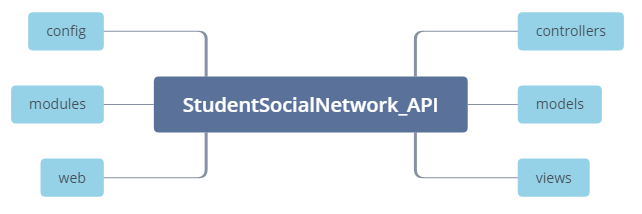 config
controllers
modules
StudentSocialNetwork_API
models
web
views